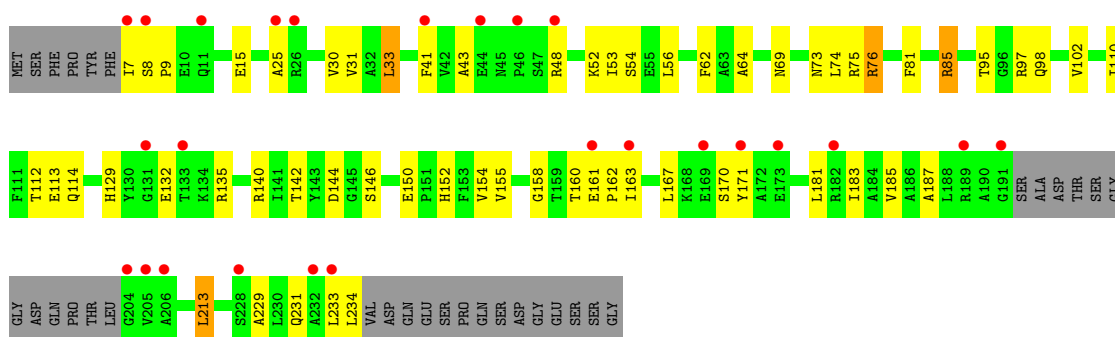 MET SER PHE PRO TYR PHE I7 S8 P9 E10 Q11 E15 A25 R26 V30 V31 A32 L33 F41 V42 A43 E44 N45 P46 S47 R48 K52 I53 S54 E55 L56 F62 A63 A64 N69 N73 L74 R75 R76 F81 R85 T95 G96 R97 Q98 V102 I110
F111 T112 E113 Q114 H129 Y130 G131 E132 T133 K134 R135 R140 I141 T142 Y143 D144 G145 S146 E150 P151 H152 F153 V154 V155 G158 T159 T160 E161 P162 I163 L167 K168 E169 S170 Y171 A172 E173 L181 R182 I183 A184 V185 A186 A187 L188 R189 A190 G191 SER ALA ASP THR SER GLY
GLY ASP GLN PRO THR LEU G204 V205 A206 L213 S228 A229 L230 Q231 A232 L233 L234 VAL ASP GLN GLU SER PRO GLN SER ASP GLY GLU SER SER GLY